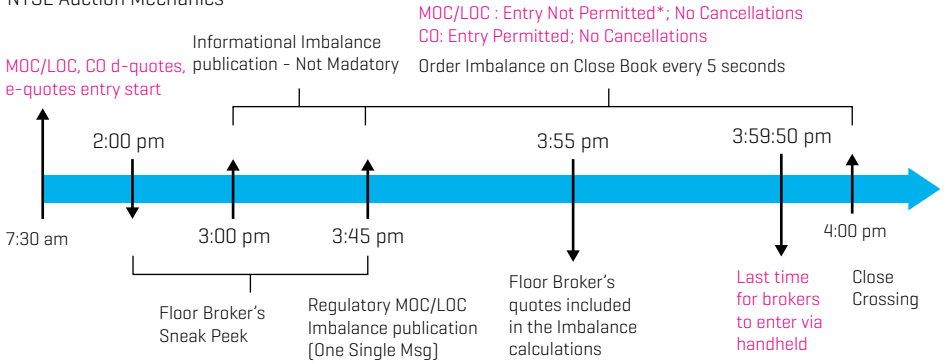 NYSE Auction Mechanics
MOC/LOC : Entry Not Permitted*; No Cancellations
CO: Entry Permitted; No Cancellations
Informational Imbalance
publication - Not Madatory
Order Imbalance on Close Book every 5 seconds
MOC/LOC, CO d-quotes,
e-quotes entry start
2:00 pm
3:55 pm
3:59:50 pm
7:30 am
3:00 pm
3:45 pm
4:00 pm
Floor Broker's
Sneak Peek
Regulatory MOC/LOC
Imbalance publication
(One Single Msg)
Floor Broker's
quotes included
in the Imbalance
calculations
Last time
for brokers
to enter via
handheld
Close
Crossing